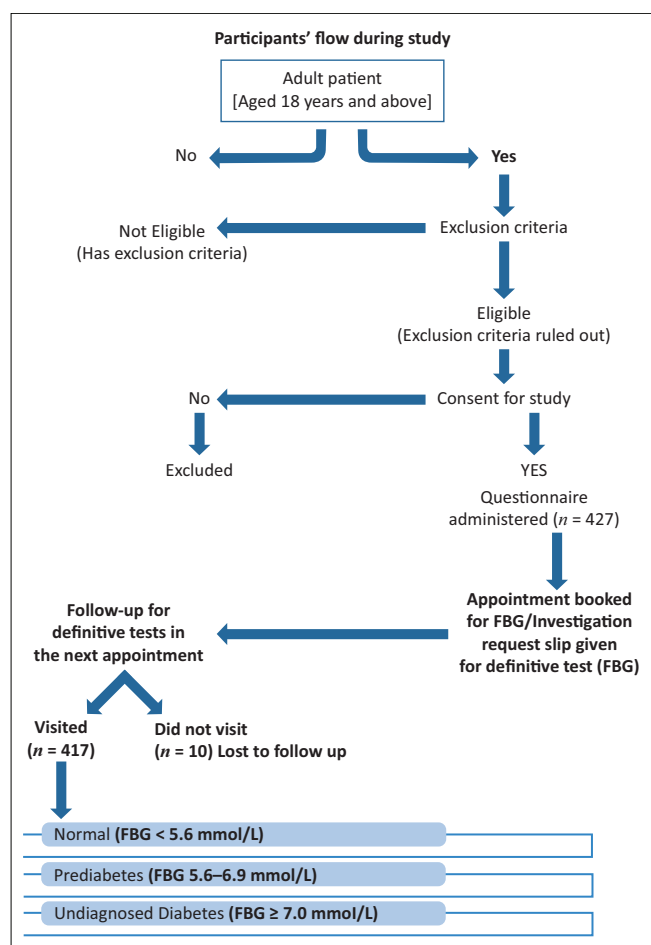 Participants’ flow during study
Adult patient
[Aged 18 years and above]
No
Yes
Not Eligible
(Has exclusion criteria)
Exclusion criteria
Eligible
(Exclusion criteria ruled out)
No
Consent for study
Excluded
YES
Questionnaire
administered (n = 427)
Appointment booked
for FBG/Investigation
request slip given
for definitive test (FBG)
Follow-up for
definitive tests in
the next appointment
Visited
(n = 417)
Did not visit
(n = 10) Lost to follow up
Normal (FBG < 5.6 mmol/L)
Prediabetes (FBG 5.6–6.9 mmol/L)
Undiagnosed Diabetes (FBG ≥ 7.0 mmol/L)